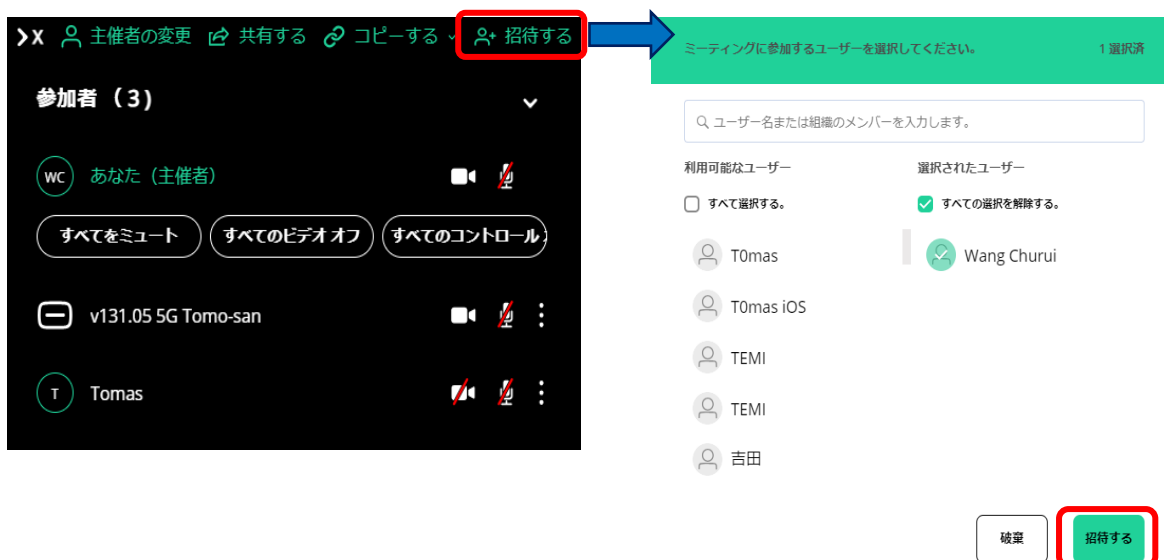 主催者の変更 共有する コピーする 招待する
参加者 （3）
WC あなた（主催者）
すべてをミュート すべてのビデオ オフ すべてのコントロール
v131.05 5G Tomo-san
T Tomas
ミーティングに参加するユーザーを選択してください。 1 選択済
ユーザー名または組織のメンバーを入力します。
利用可能なユーザー 選択されたユーザー
すべて選択する。 すべての選択を解除する。
T0mas Wang Churui
T0mas iOS
TEMI
TEMI
吉田
破棄 招待する